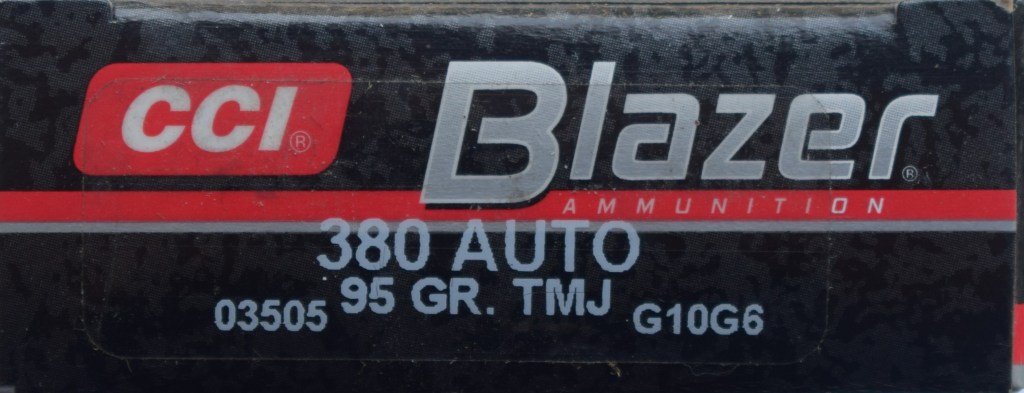 CCI®
Blazer®
AMMUNITION
380 AUTO
95 GR. TMJ
03505 G10G6